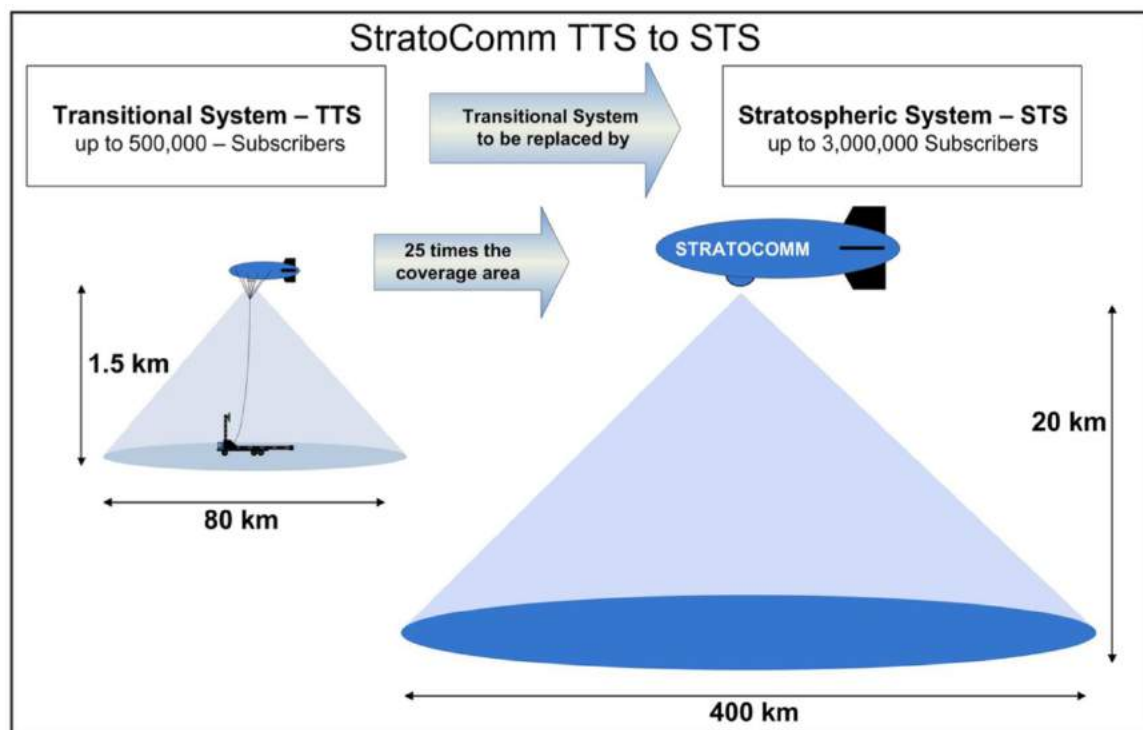 StratoComm TTS to STS
Transitional System – TTS
up to 500,000 – Subscribers
Transitional System
to be replaced by
Stratospheric System – STS
up to 3,000,000 Subscribers
25 times the
coverage area
STRATOCOMM
1.5 km
80 km
20 km
400 km